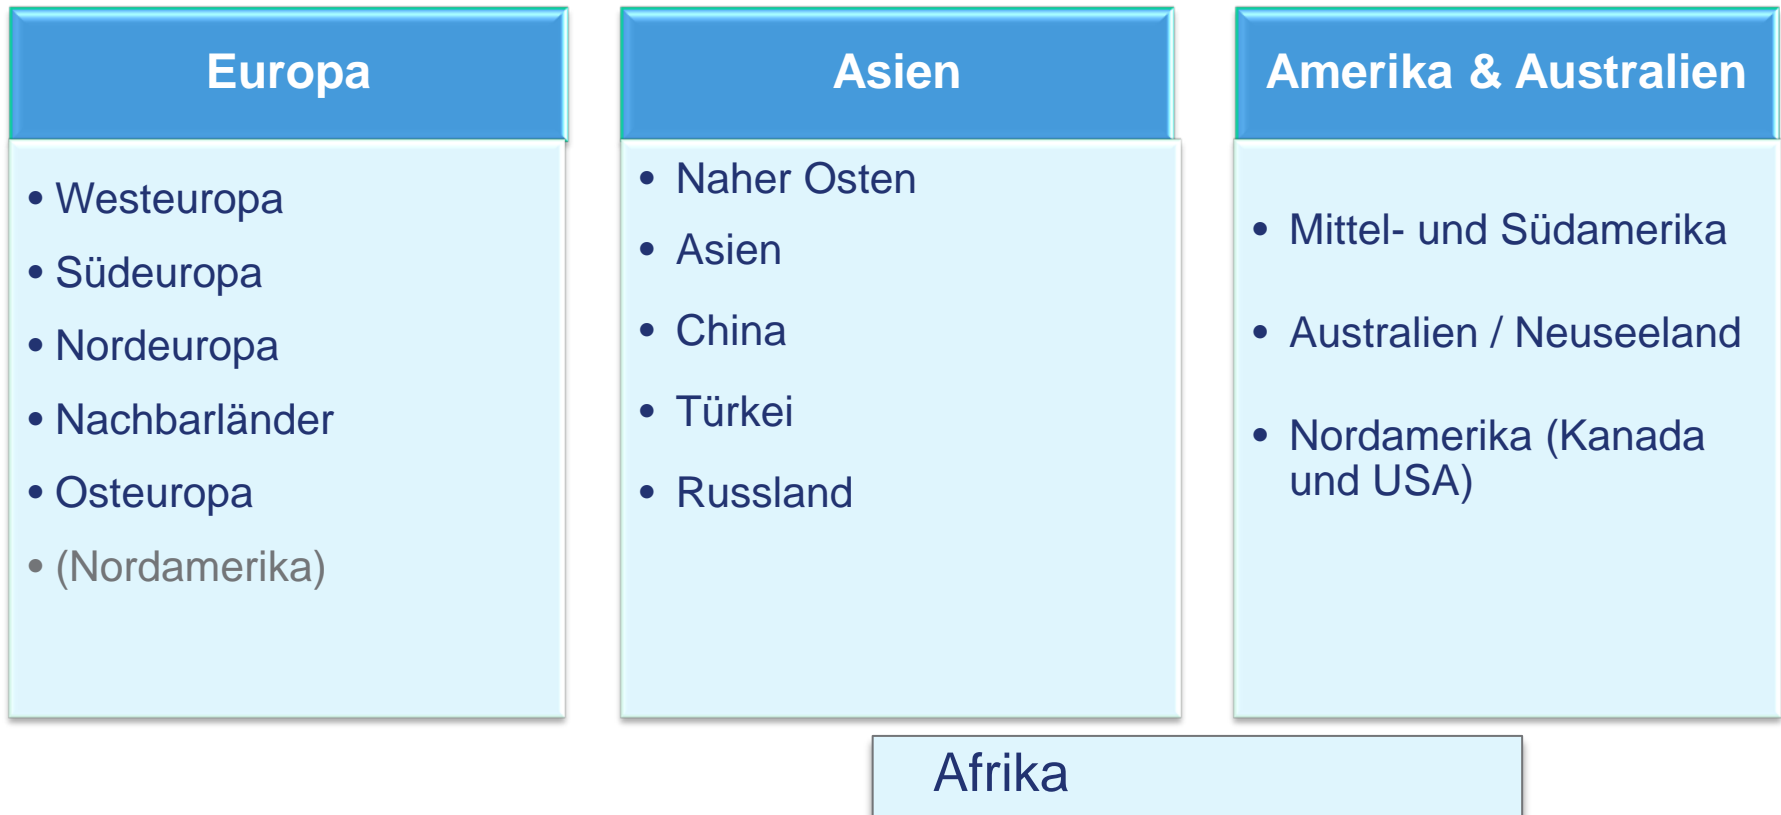 Europa
• Westeuropa
• Südeuropa
• Nordeuropa
• Nachbarländer
• Osteuropa
• (Nordamerika)
Asien
• Naher Osten
• Asien
• China
• Türkei
• Russland
Amerika & Australien
• Mittel- und Südamerika
• Australien / Neuseeland
• Nordamerika (Kanada
und USA)
Afrika